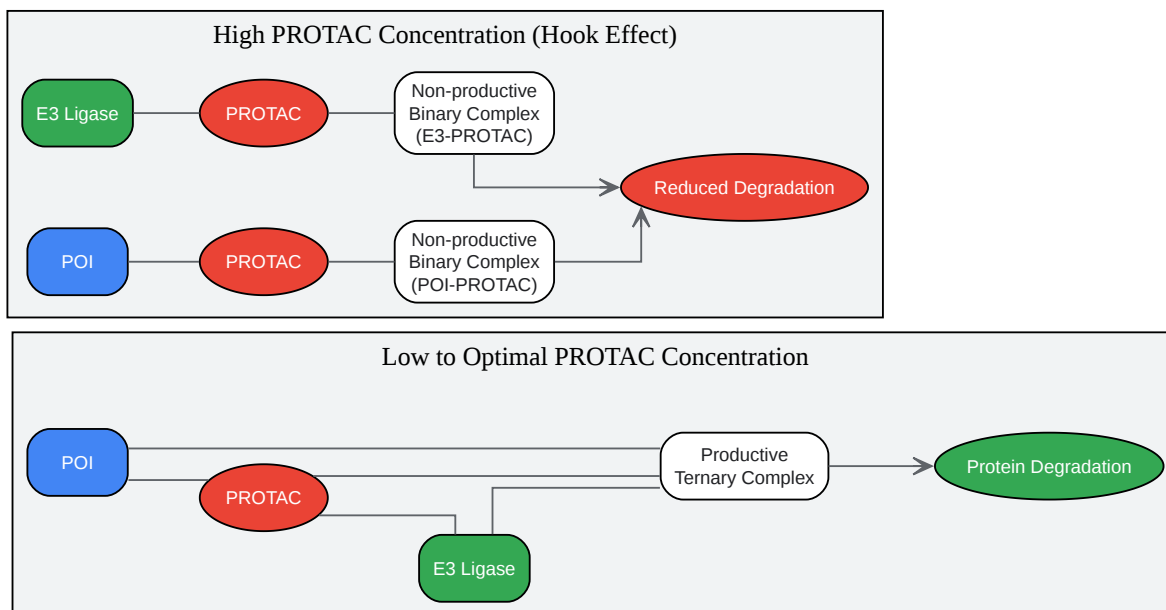 High PROTAC Concentration (Hook Effect)
E3 Ligase
PROTAC
Non-productive
Binary Complex
(E3-PROTAC)
Reduced Degradation
POI
PROTAC
Non-productive
Binary Complex
(POI-PROTAC)
Low to Optimal PROTAC Concentration
POI
PROTAC
E3 Ligase
Productive
Ternary Complex
Protein Degradation